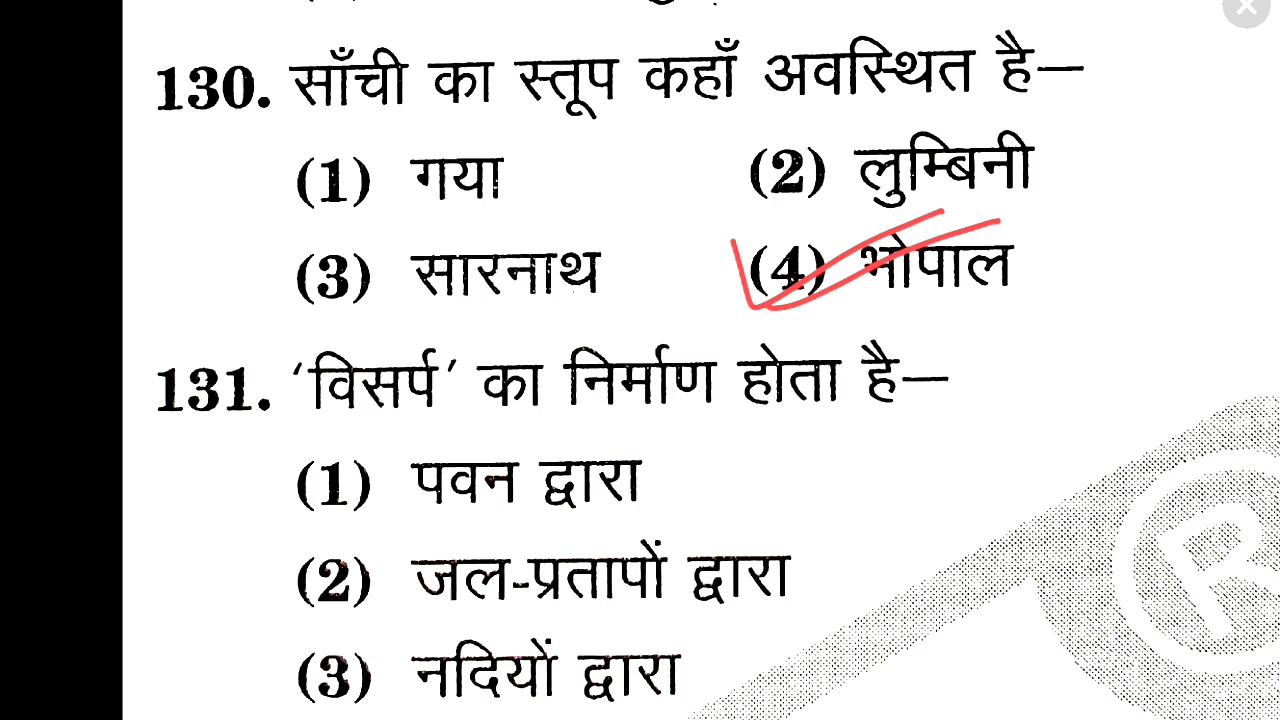 130. साँची का स्तूप कहाँ अवस्थित है—
(1) गया (2) लुम्बिनी
(3) सारनाथ (4) भोपाल
131. ‘विसर्प’ का निर्माण होता है—
(1) पवन द्वारा
(2) जल-प्रतापों द्वारा
(3) नदियों द्वारा